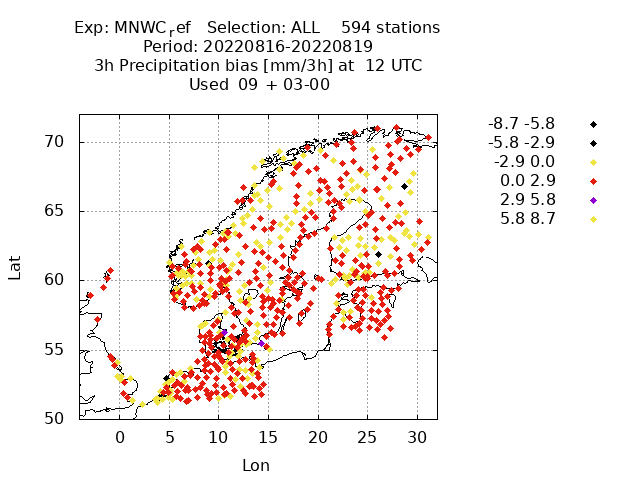 Exp: MNWC_ref   Selection: ALL    594 stations
Period: 20220816-20220819
3h Precipitation bias [mm/3h] at  12 UTC
Used  09 + 03-00
-8.7 -5.8
-5.8 -2.9
-2.9 0.0
0.0 2.9
2.9 5.8
5.8 8.7
Lat
70
65
60
55
50
0 5 10 15 20 25 30
Lon